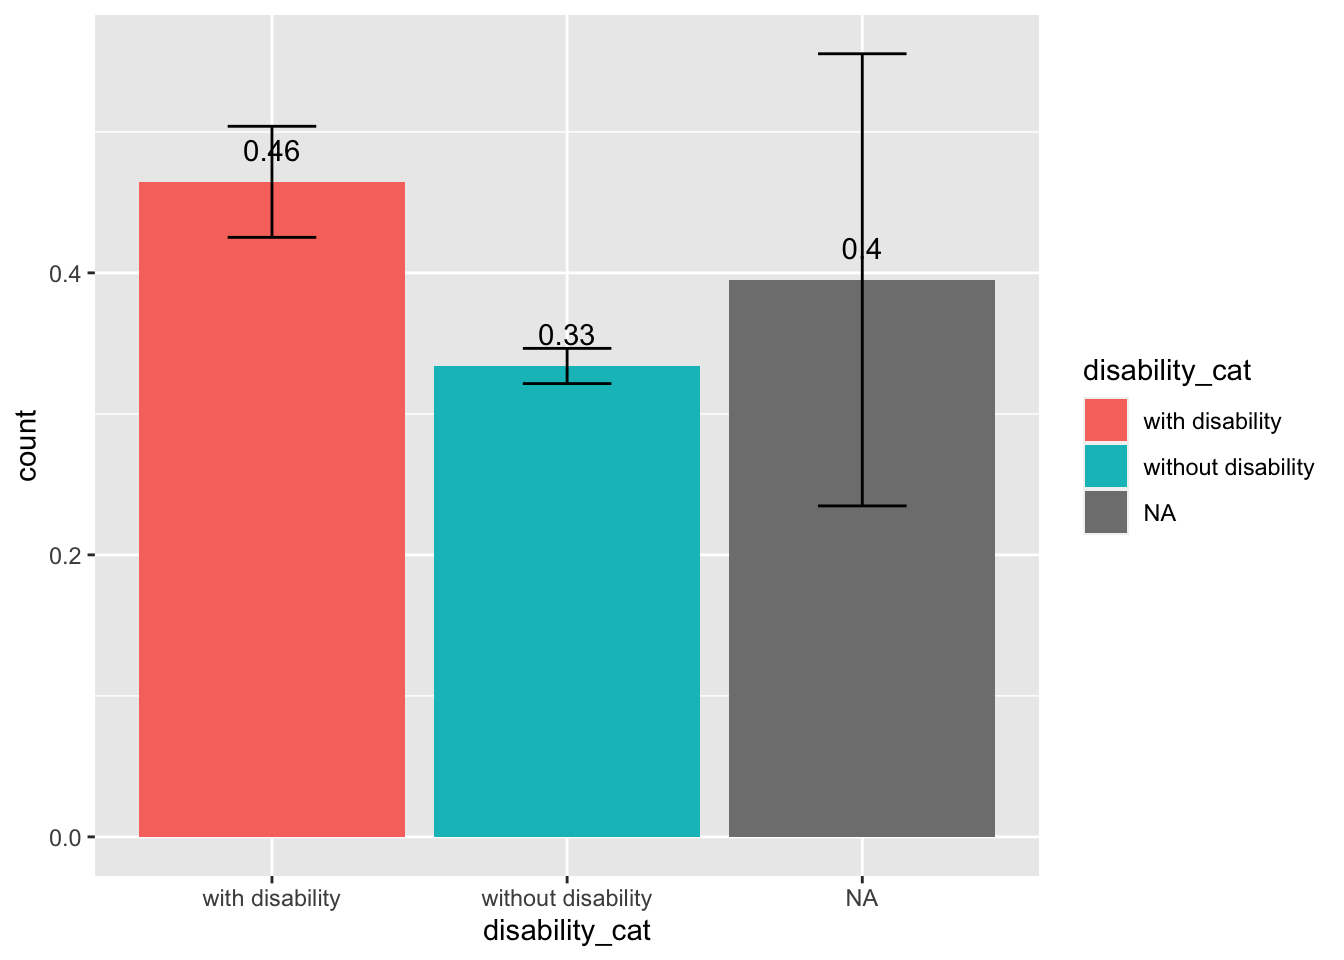 0.46
0.4
0.33
0.4
0.2
0.0
count
with disability
without disability
NA
disability_cat
disability_cat
with disability
without disability
NA